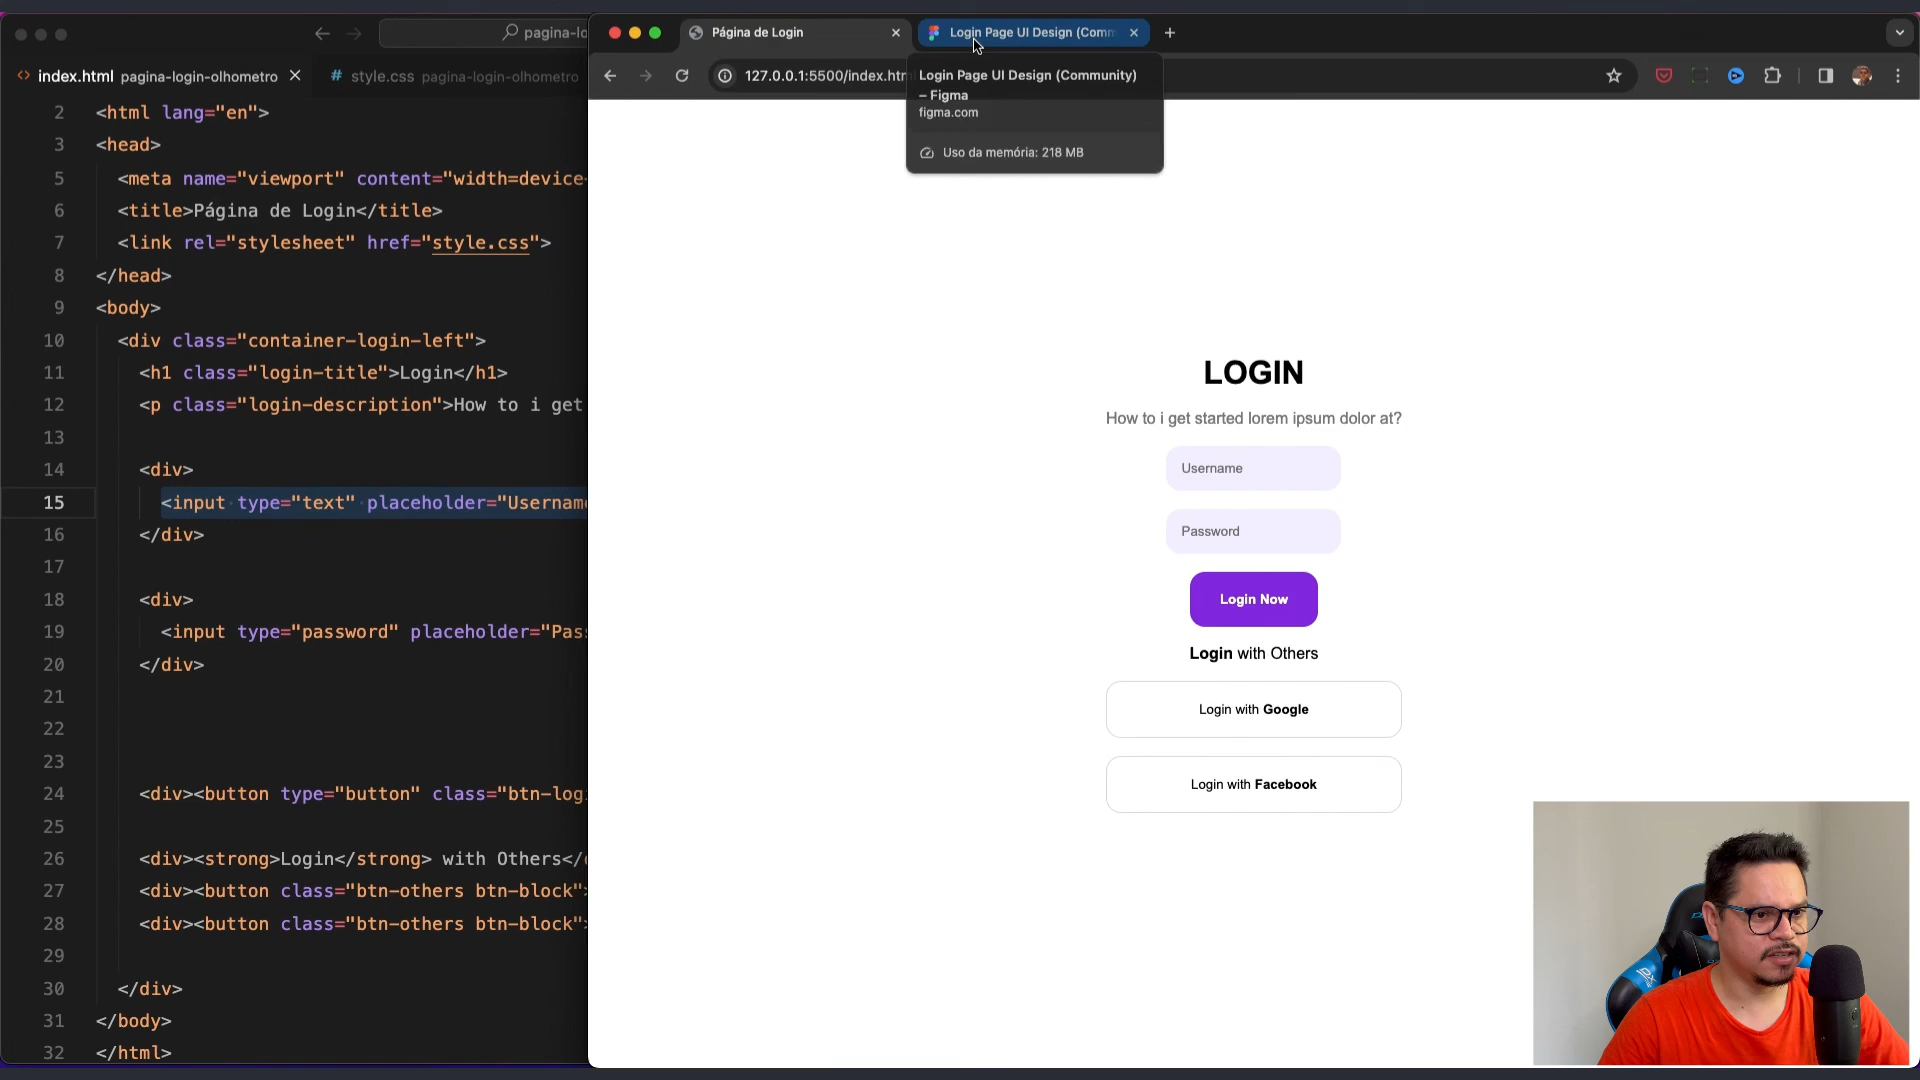 pagina-lo
index.html pagina-login-olhometro
# style.css pagina-login-olhometro
2 <html lang="en">
3 <head>
5 <meta name="viewport" content="width=device-
6 <title>Página de Login</title>
7 <link rel="stylesheet" href="style.css">
8 </head>
9 <body>
10 <div class="container-login-left">
11 <h1 class="login-title">Login</h1>
12 <p class="login-description">How to i get
13
14 <div>
15 <input type="text" placeholder="Username
16 </div>
17
18 <div>
19 <input type="password" placeholder="Pas
20 </div>
21
22
23
24 <div><button type="button" class="btn-log
25
26 <div><strong>Login</strong> with Others</
27 <div><button class="btn-others btn-block"
28 <div><button class="btn-others btn-block"
29
30 </div>
31 </body>
32 </html>
Página de Login
Login Page UI Design (Comm
127.0.0.1:5500/index.htm
Login Page UI Design (Community)
– Figma
figma.com
Uso da memória: 218 MB
LOGIN
How to i get started lorem ipsum dolor at?
Username
Password
Login Now
Login with Others
Login with Google
Login with Facebook